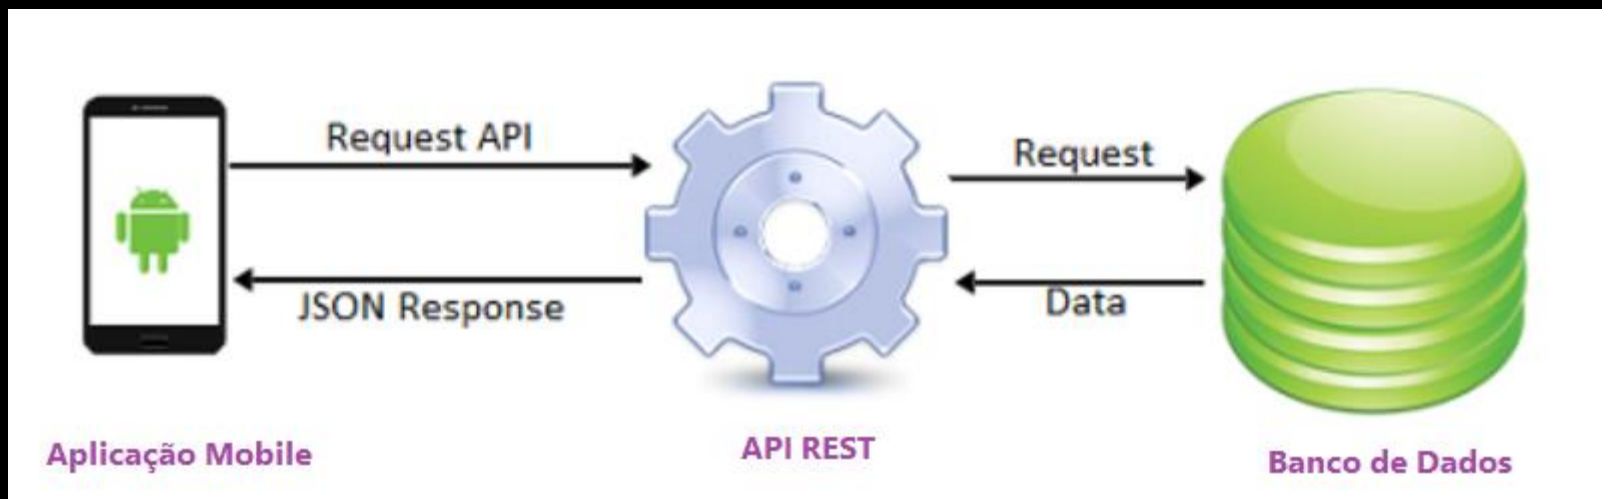 Request API
Request
JSON Response
Data
Aplicação Mobile
API REST
Banco de Dados